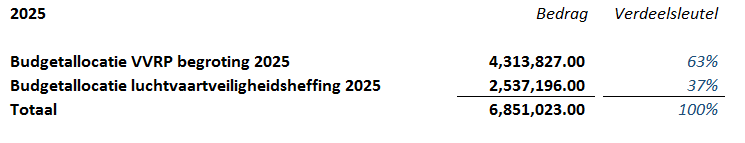 2025 Bedrag Verdeelsleutel
Budgetallocatie VVRP begroting 2025 4,313,827.00 63%
Budgetallocatie luchtvaartveiligheidsheffing 2025 2,537,196.00 37%
Totaal 6,851,023.00 100%